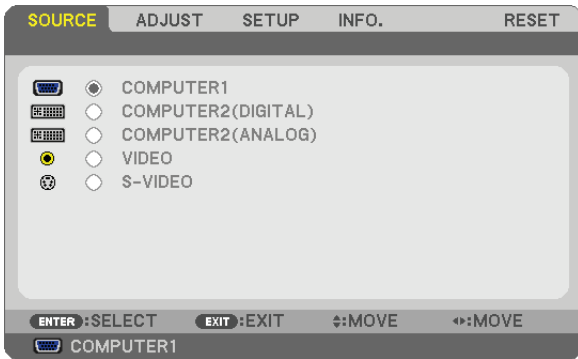 SOURCE ADJUST SETUP INFO. RESET
COMPUTER1
COMPUTER2(DIGITAL)
COMPUTER2(ANALOG)
VIDEO
S-VIDEO
ENTER :SELECT EXIT :EXIT :MOVE :MOVE
COMPUTER1